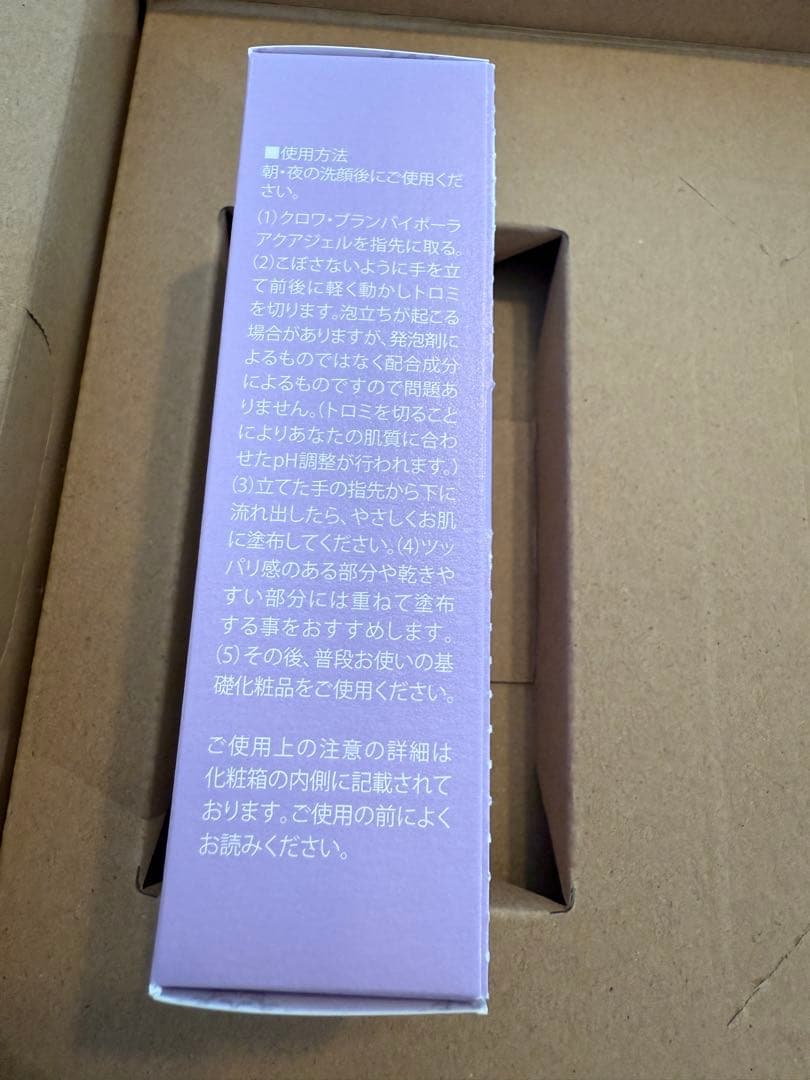 ■使用方法
朝・夜の洗顔後にご使用くだ
さい。
(1)クロワ・ブランバイポーラ
アクアジェルを指先に取る。
(2)こぼさないように手を立
て前後に軽く動かしトロミ
を切ります。泡立ちが起こる
場合がありますが、発泡剤に
よるものではなく配合成分
によるものですので問題あ
りません。(トロミを切ること
によりあなたの肌質に合わ
せたpH調整が行われます。)
(3)立てた手の指先から下に
流れ出したら、やさしくお肌
に塗布してください。(4)ツッ
パリ感のある部分や乾きや
すい部分には重ねて塗布
する事をおすすめします。
(5)その後、普段お使いの基
礎化粧品をご使用ください。
ご使用上の注意の詳細は
化粧箱の内側に記載されて
おります。ご使用の前によく
お読みください。